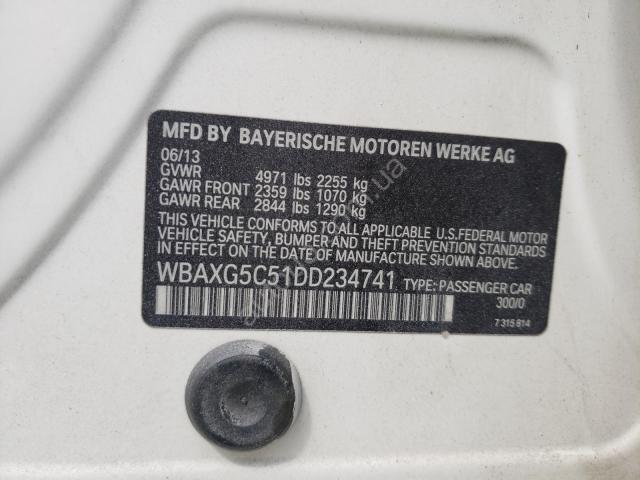 MFD BY BAYERISCHE MOTOREN WERKE AG
06/13
GVWR 4971 lbs 2255 kg
GAWR FRONT 2359 lbs 1070 kg
GAWR REAR 2844 lbs 1290 kg
THIS VEHICLE CONFORMS TO ALL APPLICABLE U.S.FEDERAL MOTOR
VEHICLE SAFETY, BUMPER AND THEFT PREVENTION STANDARDS
IN EFFECT ON THE DATE OF MANUFACTURE SHOWN ABOVE.
WBAXG5C51DD234741 TYPE: PASSENGER CAR
300/0
7 315 814